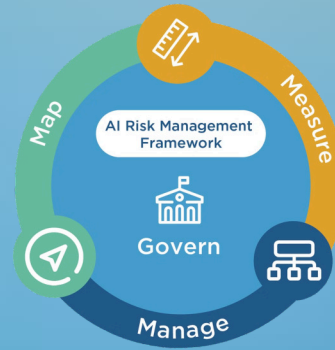 Map
Measure
AI Risk Management
Framework
Govern
Manage